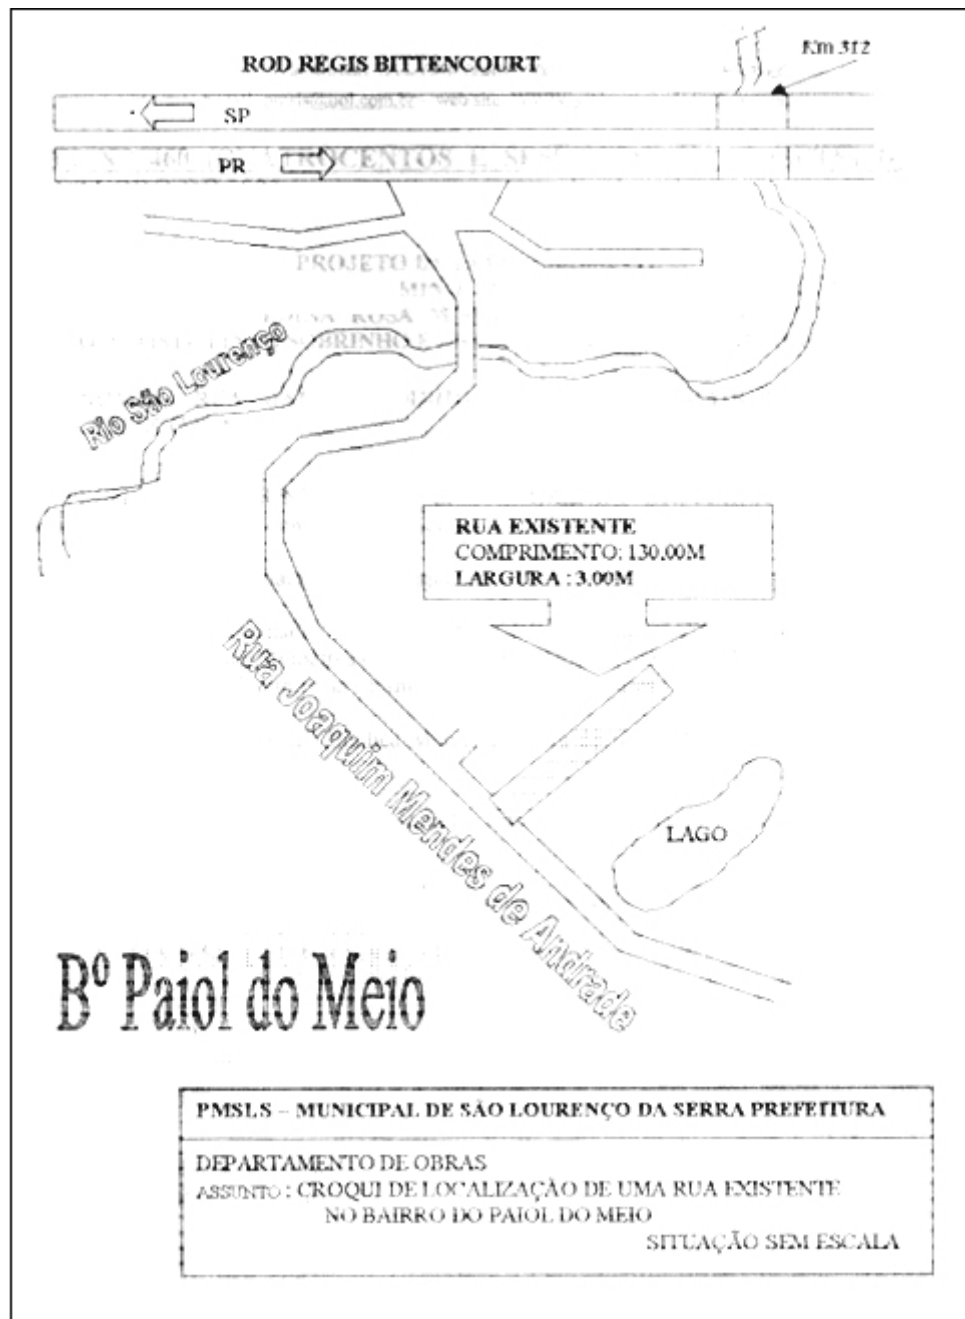 Km 312
ROD REGIS BITTENCOURT
SP
PR
PROJETO
SOBRINHO E
Rio São Lourenço
RUA EXISTENTE
COMPRIMENTO: 130.00M
LARGURA : 3.00M
Rua Joaquim Mendes de Andrade
LAGO
Bº Paiol do Meio
PMSLS – MUNICIPAL DE SÃO LOURENÇO DA SERRA PREFEITURA
DEPARTAMENTO DE OBRAS
ASSUNTO : CROQUI DE LOCALIZAÇÃO DE UMA RUA EXISTENTE
NO BAIRRO DO PAIOL DO MEIO
SITUAÇÃO SEM ESCALA